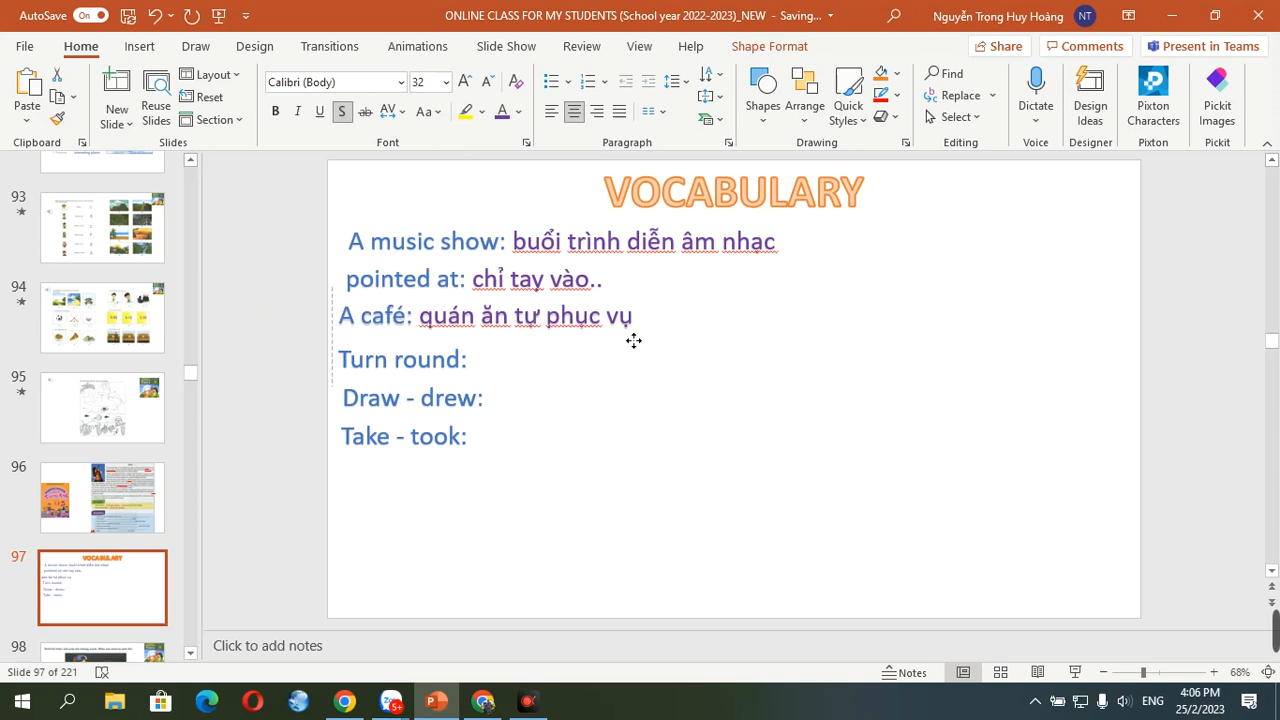 AutoSave On ONLINE CLASS FOR MY STUDENTS (School year 2022-2023)_NEW - Saving... Nguyễn Trọng Huy Hoàng NT
File Home Insert Draw Design Transitions Animations Slide Show Review View Help Shape Format Share Comments Present in Teams
Paste New Slide Reuse Slides Layout Reset Section
Calibri (Body) 32
Shapes Arrange Quick Styles Find Replace Select Dictate Design Ideas Pixton Characters Pickit Images
Clipboard Slides Font Paragraph Drawing Editing Voice Designer Pixton Pickit
93
94
95
96
97
98
VOCABULARY
A music show: buổi trình diễn âm nhạc
pointed at: chỉ tay vào..
A café: quán ăn tự phục vụ
Turn round:
Draw - drew:
Take - took:
Click to add notes
Slide 97 of 221 Notes 68%
5+ ENG 4:06 PM
25/2/2023